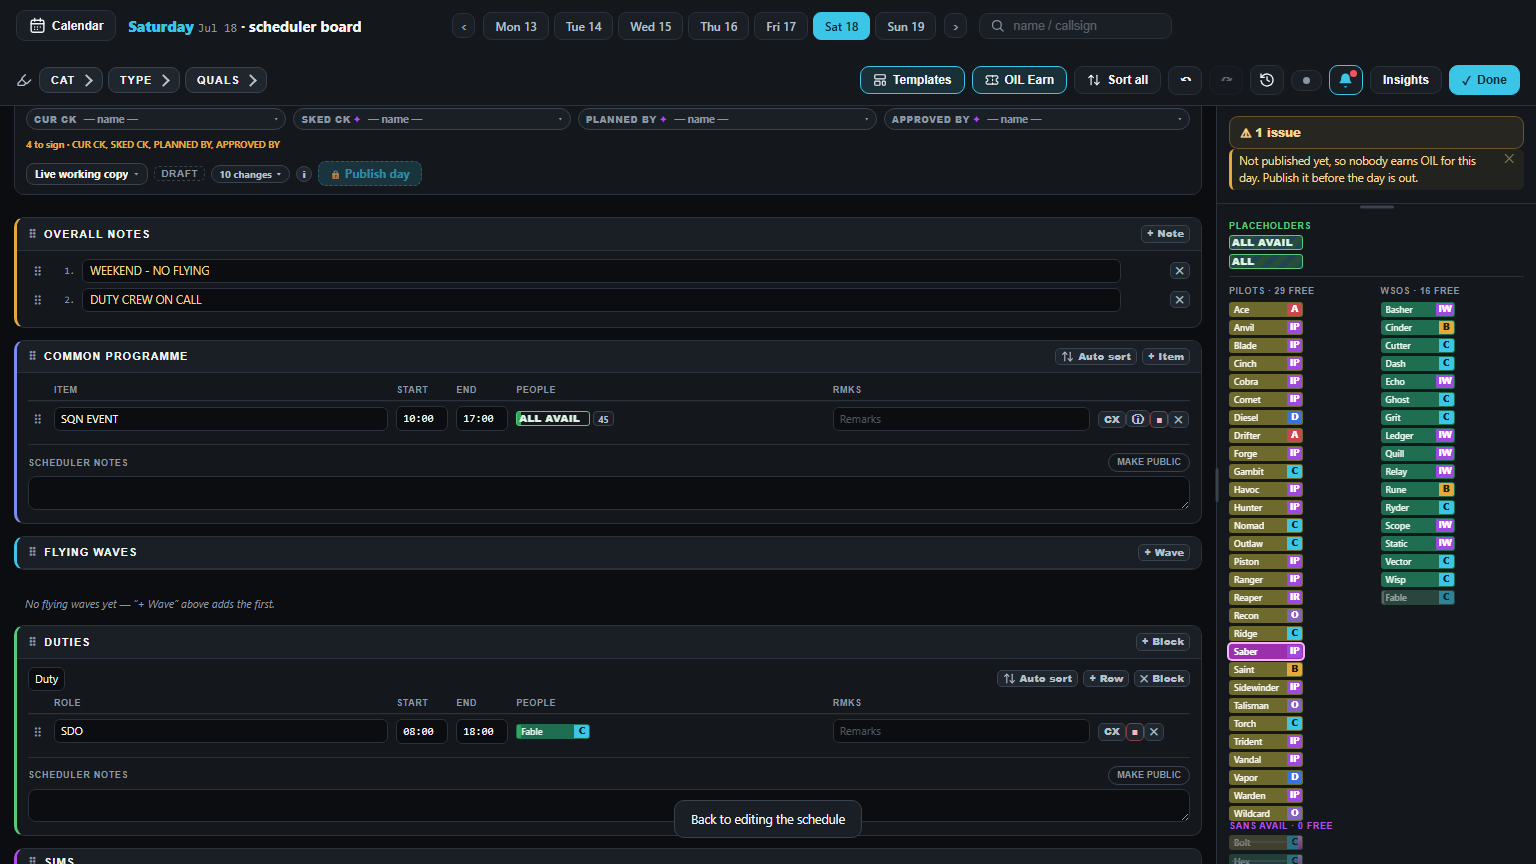 Calendar
Saturday Jul 18 · scheduler board
Mon 13
Tue 14
Wed 15
Thu 16
Fri 17
Sat 18
Sun 19
name / callsign
CAT
TYPE
QUALS
Templates
OIL Earn
Sort all
Insights
✓ Done
CUR CK — name —
SKED CK — name —
PLANNED BY — name —
APPROVED BY — name —
4 to sign · CUR CK, SKED CK, PLANNED BY, APPROVED BY
Live working copy
DRAFT
10 changes
i
Publish day
OVERALL NOTES
+ Note
1. WEEKEND - NO FLYING
2. DUTY CREW ON CALL
COMMON PROGRAMME
Auto sort
+ Item
ITEM START END PEOPLE RMKS
SQN EVENT 10:00 17:00 ALL AVAIL 45 Remarks CX
SCHEDULER NOTES
MAKE PUBLIC
FLYING WAVES
+ Wave
No flying waves yet — "+ Wave" above adds the first.
DUTIES
+ Block
Duty
Auto sort
+ Row
✕ Block
ROLE START END PEOPLE RMKS
SDO 08:00 18:00 Fable C Remarks CX
SCHEDULER NOTES
MAKE PUBLIC
Back to editing the schedule
SIMS
⚠ 1 issue
Not published yet, so nobody earns OIL for this
day. Publish it before the day is out.
PLACEHOLDERS
ALL AVAIL
ALL
PILOTS · 29 FREE
Ace A
Anvil IP
Blade IP
Cinch IP
Cobra IP
Comet IP
Diesel D
Drifter A
Forge IP
Gambit C
Havoc IP
Hunter IP
Nomad C
Outlaw C
Piston IP
Ranger IP
Reaper IR
Recon O
Ridge C
Saber IP
Saint B
Sidewinder IP
Talisman O
Torch C
Trident IP
Vandal IP
Vapor D
Warden IP
Wildcard O
SANS AVAIL · 0 FREE
Bolt C
Hex C
WSOS · 16 FREE
Basher IW
Cinder B
Cutter C
Dash C
Echo IW
Ghost C
Grit C
Ledger IW
Quill IW
Relay IW
Rune B
Ryder C
Scope IW
Static IW
Vector C
Wisp C
Fable C